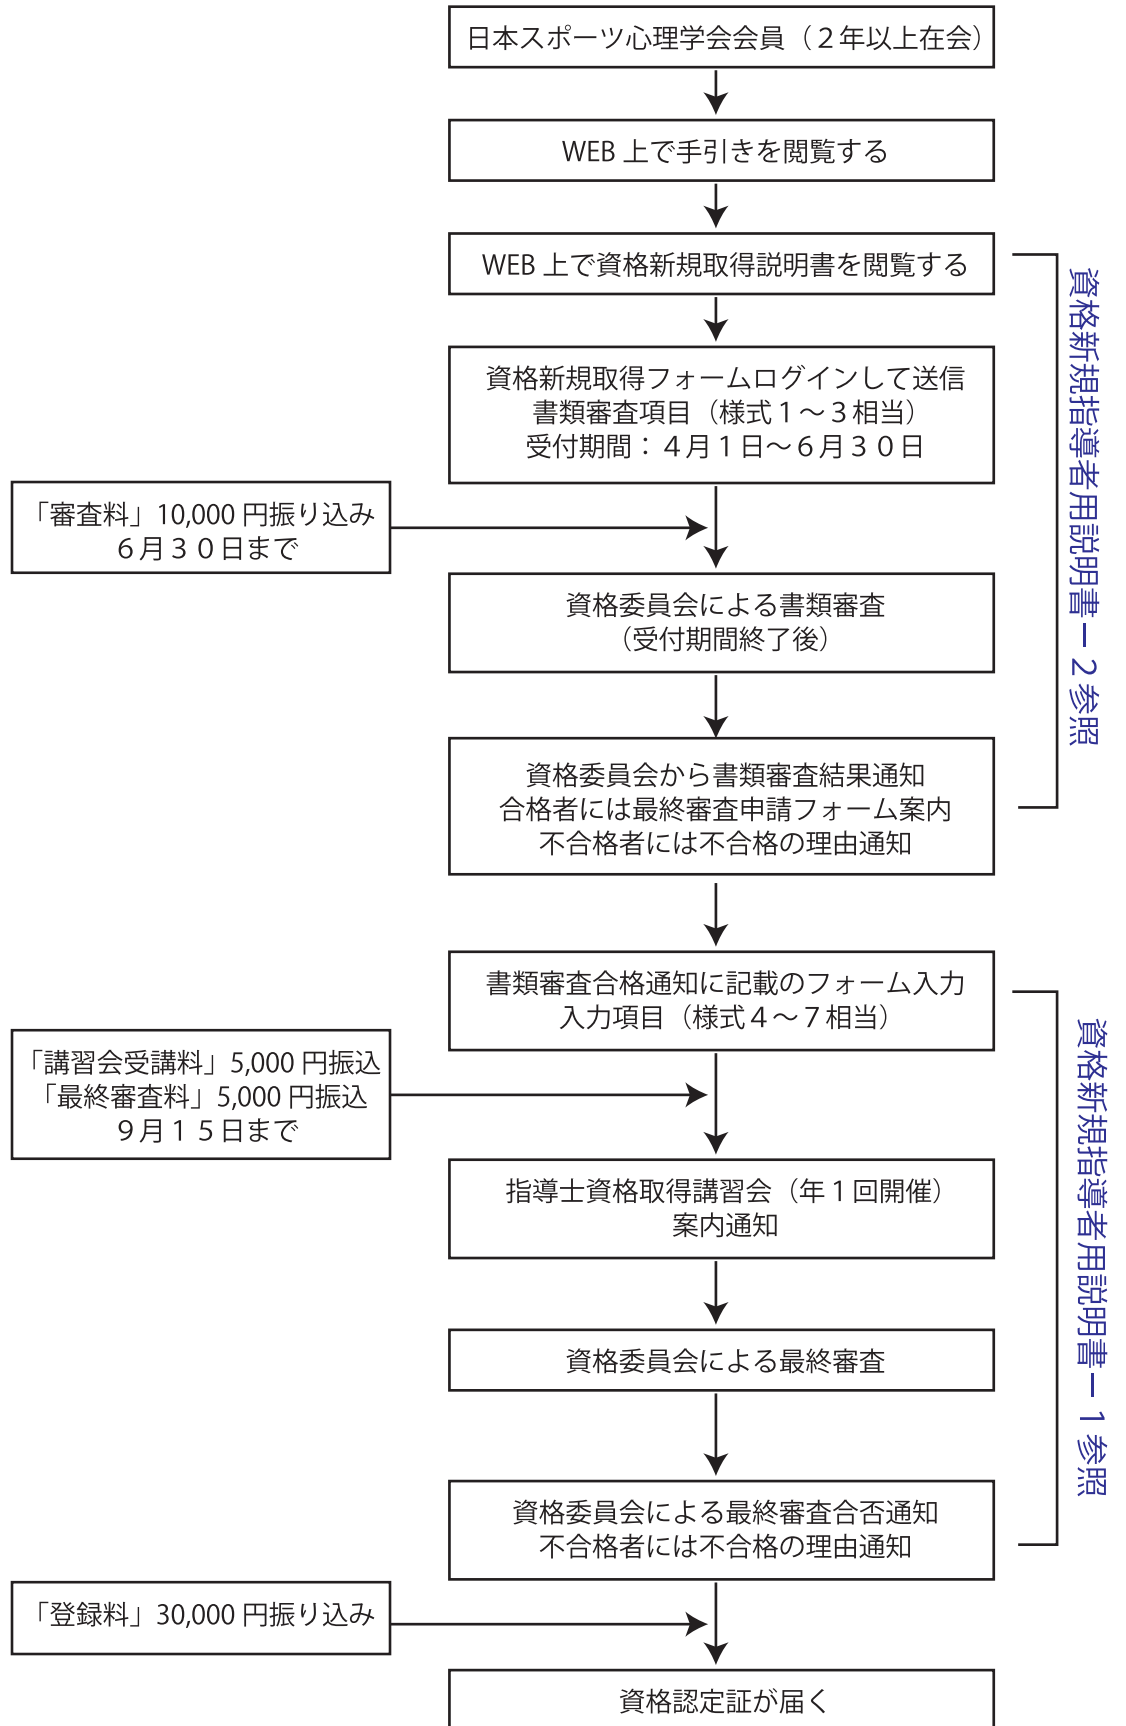 日本スポーツ心理学会会員（２年以上在会）
WEB 上で手引きを閲覧する
WEB 上で資格新規取得説明書を閲覧する
資格新規取得フォームログインして送信
書類審査項目（様式１～３相当）
受付期間：４月１日～６月３０日
「審査料」10,000 円振り込み
６月３０日まで
資格委員会による書類審査
（受付期間終了後）
資格委員会から書類審査結果通知
合格者には最終審査申請フォーム案内
不合格者には不合格の理由通知
資格新規指導者用説明書ー２参照
書類審査合格通知に記載のフォーム入力
入力項目（様式４～７相当）
「講習会受講料」5,000 円振込
「最終審査料」5,000 円振込
９月１５日まで
指導士資格取得講習会（年１回開催）
案内通知
資格委員会による最終審査
資格委員会による最終審査合否通知
不合格者には不合格の理由通知
資格新規指導者用説明書ー１参照
「登録料」30,000 円振り込み
資格認定証が届く